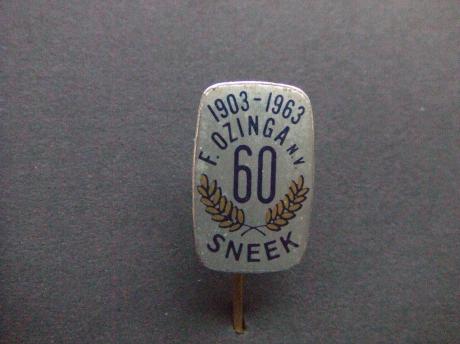 1903-1963
F. OZINGA N.V.
60
SNEEK